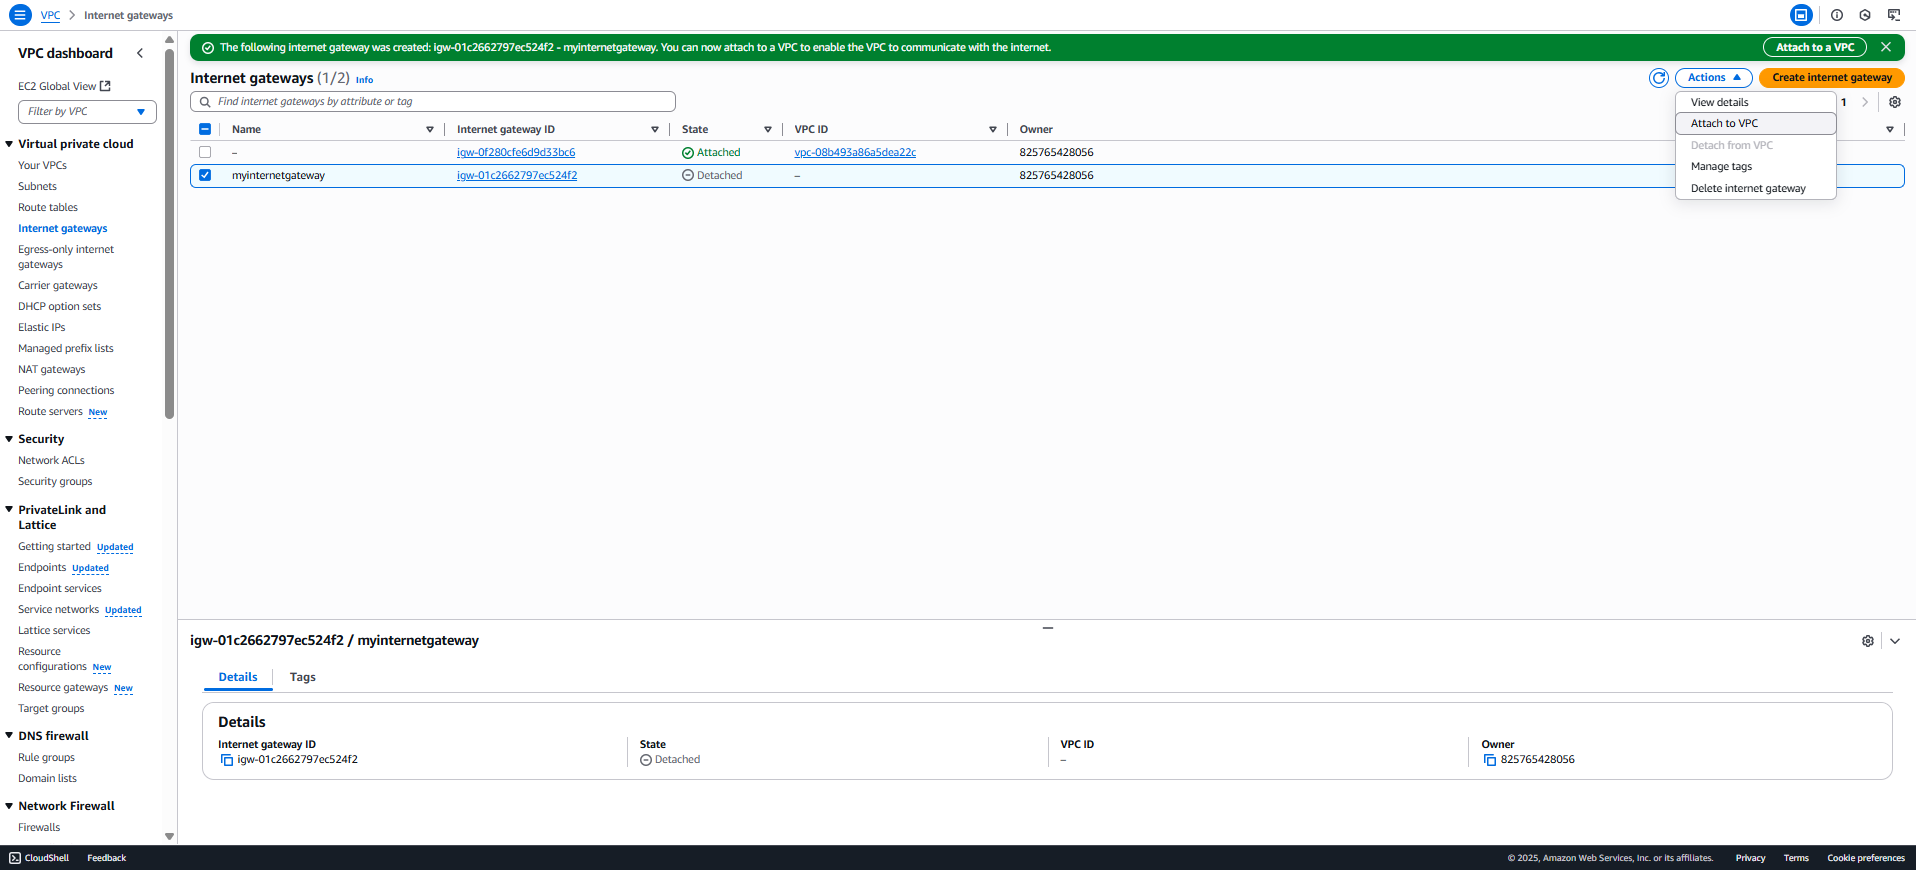 VPC > Internet gateways
VPC dashboard
EC2 Global View
Filter by VPC
Virtual private cloud
Your VPCs
Subnets
Route tables
Internet gateways
Egress-only internet
gateways
Carrier gateways
DHCP option sets
Elastic IPs
Managed prefix lists
NAT gateways
Peering connections
Route servers New
Security
Network ACLs
Security groups
PrivateLink and
Lattice
Getting started Updated
Endpoints Updated
Endpoint services
Service networks Updated
Lattice services
Resource
configurations New
Resource gateways New
Target groups
DNS firewall
Rule groups
Domain lists
Network Firewall
Firewalls
The following internet gateway was created: igw-01c2662797ec524f2 - myinternetgateway. You can now attach to a VPC to enable the VPC to communicate with the internet.
Attach to a VPC
Internet gateways (1/2) Info
Actions
Create internet gateway
Find internet gateways by attribute or tag
1
View details
Attach to VPC
Detach from VPC
Manage tags
Delete internet gateway
Name Internet gateway ID State VPC ID Owner
– igw-0f280cfe6d9d33bc6 Attached vpc-08b493a86a5dea22c 825765428056
myinternetgateway igw-01c2662797ec524f2 Detached – 825765428056
igw-01c2662797ec524f2 / myinternetgateway
Details Tags
Details
Internet gateway ID State VPC ID Owner
igw-01c2662797ec524f2 Detached – 825765428056
CloudShell Feedback © 2025, Amazon Web Services, Inc. or its affiliates. Privacy Terms Cookie preferences